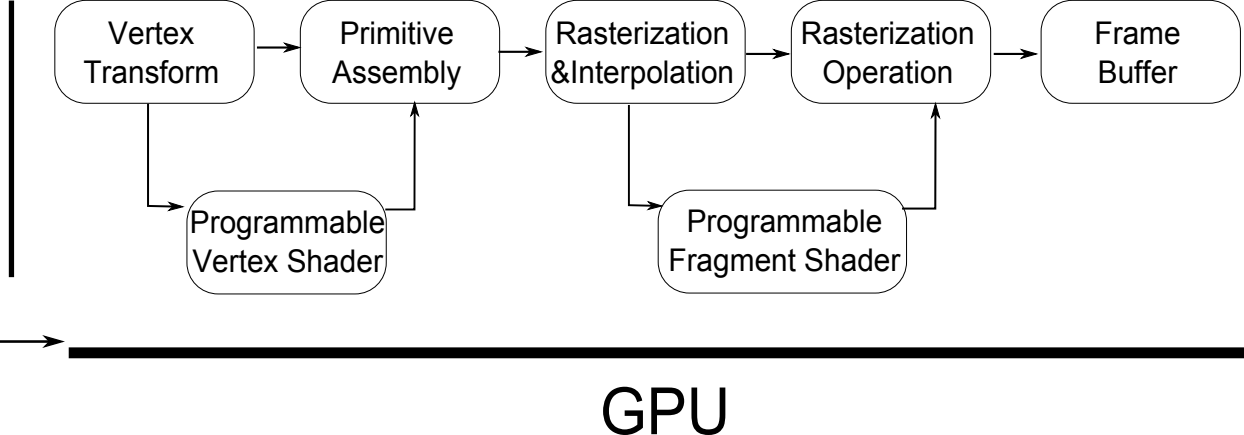 Vertex
Transform
Primitive
Assembly
Rasterization
&Interpolation
Rasterization
Operation
Frame
Buffer
Programmable
Vertex Shader
Programmable
Fragment Shader
GPU